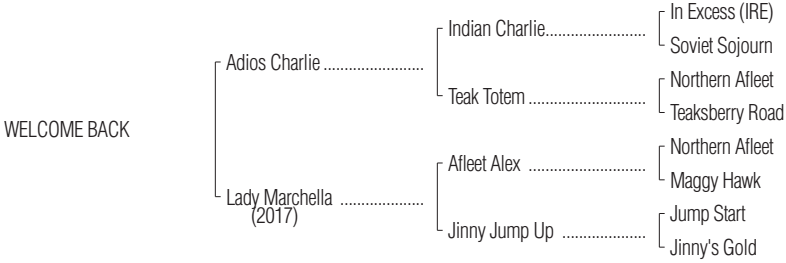 In Excess (IRE)
Indian Charlie........................
Soviet Sojourn
Adios Charlie ........................
Northern Afleet
Teak Totem ............................
Teaksberry Road
WELCOME BACK
Northern Afleet
Afleet Alex ............................
Maggy Hawk
Lady Marchella ....................
(2017)
Jump Start
Jinny Jump Up ....................
Jinny's Gold